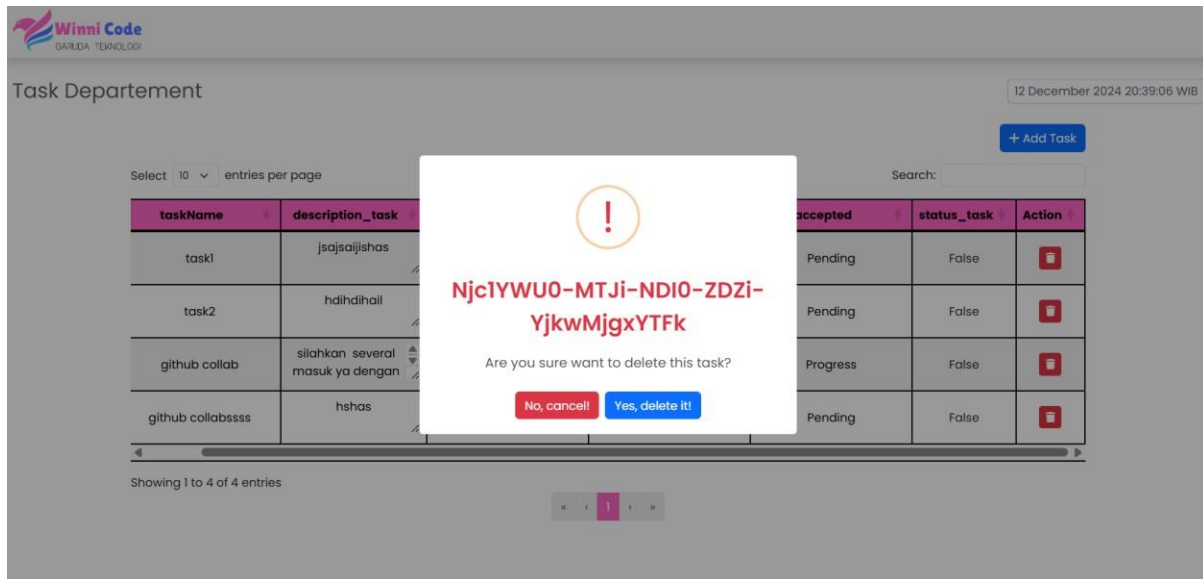 Winni Code
GARUDA TEKNOLOGI
Task Departement
12 December 2024 20:39:06 WIB
+ Add Task
Select 10 entries per page
Search:
taskName description_task accepted status_task Action
task1 jsajsaijishas Pending False
task2 hdihdihail Pending False
github collab silahkan several masuk ya dengan Progress False
github collabssss hshas Pending False
!
Njc1YWU0-MTJi-NDI0-ZDZi-
YjkwMjgxYTFk
Are you sure want to delete this task?
No, cancel! Yes, delete it!
Showing 1 to 4 of 4 entries
« ‹ 1 › »